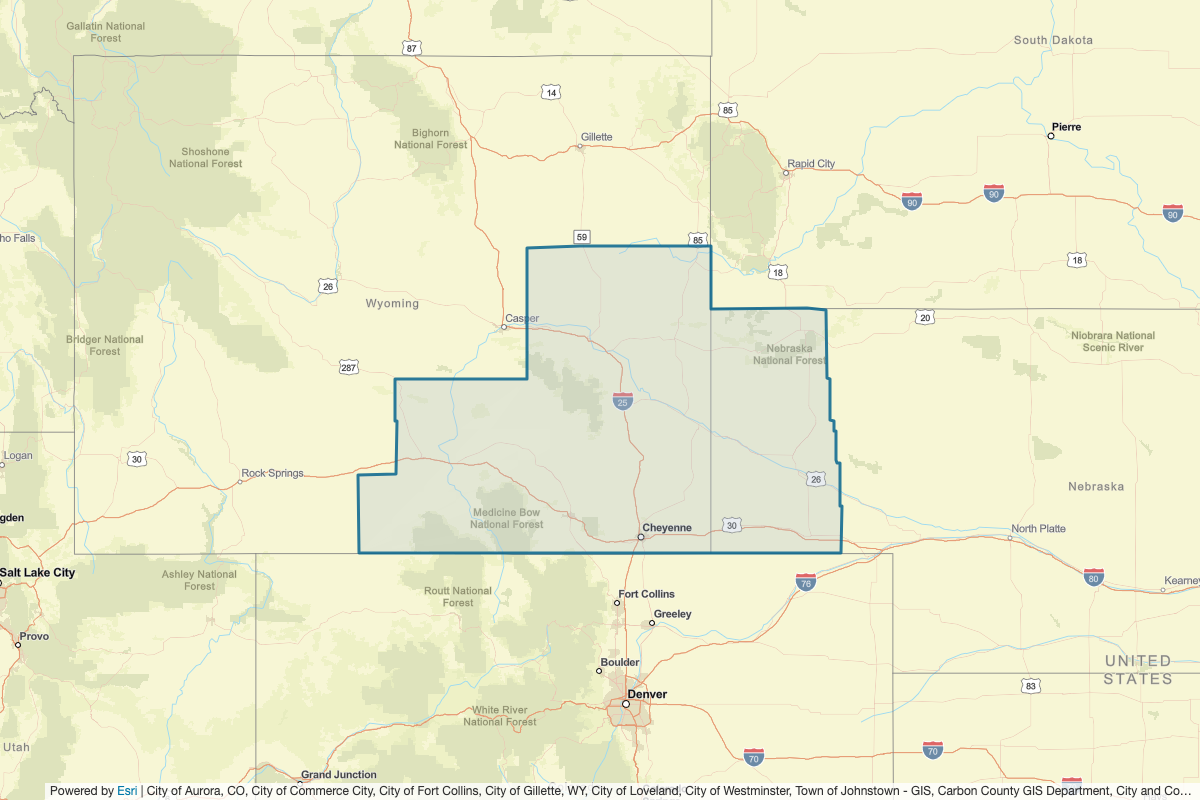 Gallatin National
Forest
87
South Dakota
14
85
Pierre
Bighorn
National Forest
Gillette
Shoshone
National Forest
Rapid City
90
90
90
ho Falls
59
85
18
18
26
Wyoming
Casper
20
Bridger National
Forest
Nebraska
National Forest
Niobrara National
Scenic River
287
25
Logan
30
Rock Springs
26
Nebraska
gden
Medicine Bow
National Forest
Cheyenne
30
North Platte
Salt Lake City
Ashley National
Forest
76
80
Kearney
Routt National
Forest
Fort Collins
Greeley
Provo
Boulder
UNITED
STATES
83
Denver
White River
National Forest
Utah
70
70
Grand Junction
Powered by Esri | City of Aurora, CO, City of Commerce City, City of Fort Collins, City of Gillette, WY, City of Loveland, City of Westminster, Town of Johnstown - GIS, Carbon County GIS Department, City and Co...